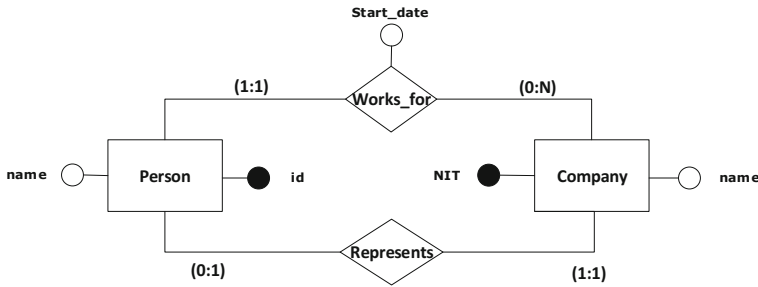 Start_date
(1:1)
Works_for
(0:N)
name
Person
id
NIT
Company
name
(0:1)
Represents
(1:1)